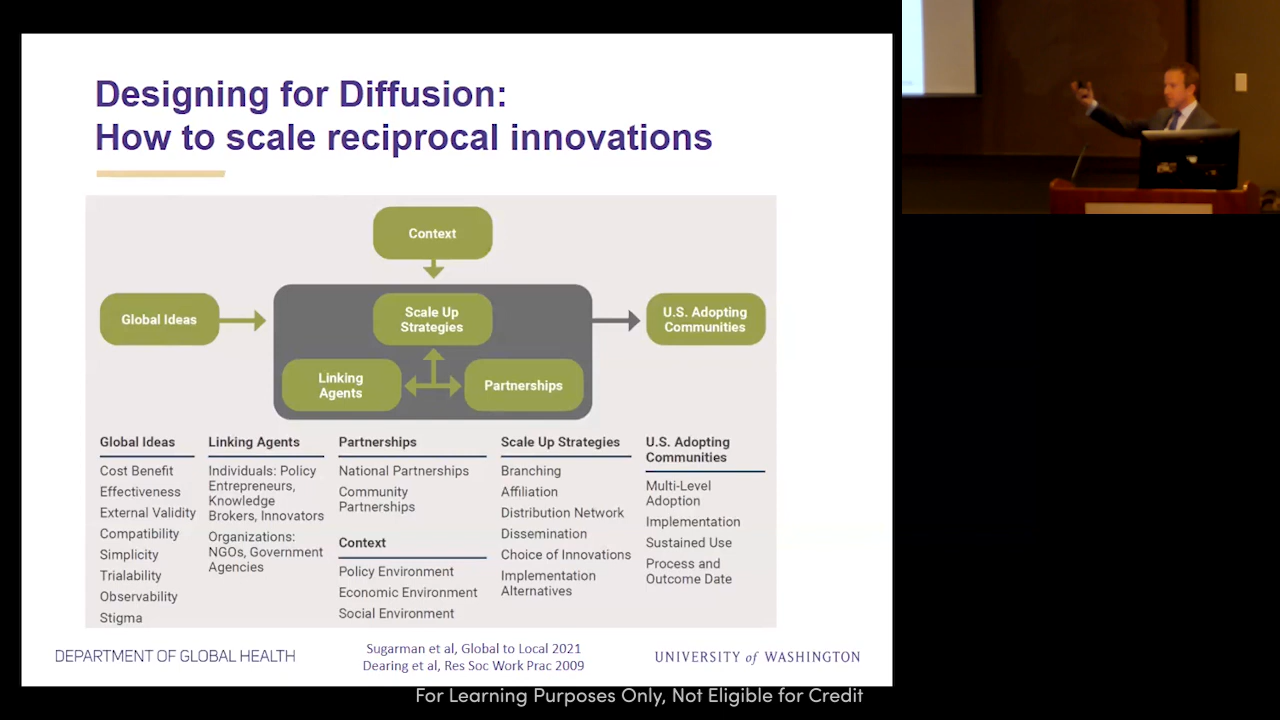 Designing for Diffusion:
How to scale reciprocal innovations
Context
Global Ideas
Scale Up
Strategies
U.S. Adopting
Communities
Linking
Agents
Partnerships
Global Ideas
Cost Benefit
Effectiveness
External Validity
Compatibility
Simplicity
Trialability
Observability
Stigma
Linking Agents
Individuals: Policy
Entrepreneurs,
Knowledge
Brokers, Innovators
Organizations:
NGOs, Government
Agencies
Partnerships
National Partnerships
Community
Partnerships
Context
Policy Environment
Economic Environment
Social Environment
Scale Up Strategies
Branching
Affiliation
Distribution Network
Dissemination
Choice of Innovations
Implementation
Alternatives
U.S. Adopting
Communities
Multi-Level
Adoption
Implementation
Sustained Use
Process and
Outcome Date
DEPARTMENT OF GLOBAL HEALTH
Sugarman et al, Global to Local 2021
Dearing et al, Res Soc Work Prac 2009
UNIVERSITY of WASHINGTON
For Learning Purposes Only, Not Eligible for Credit